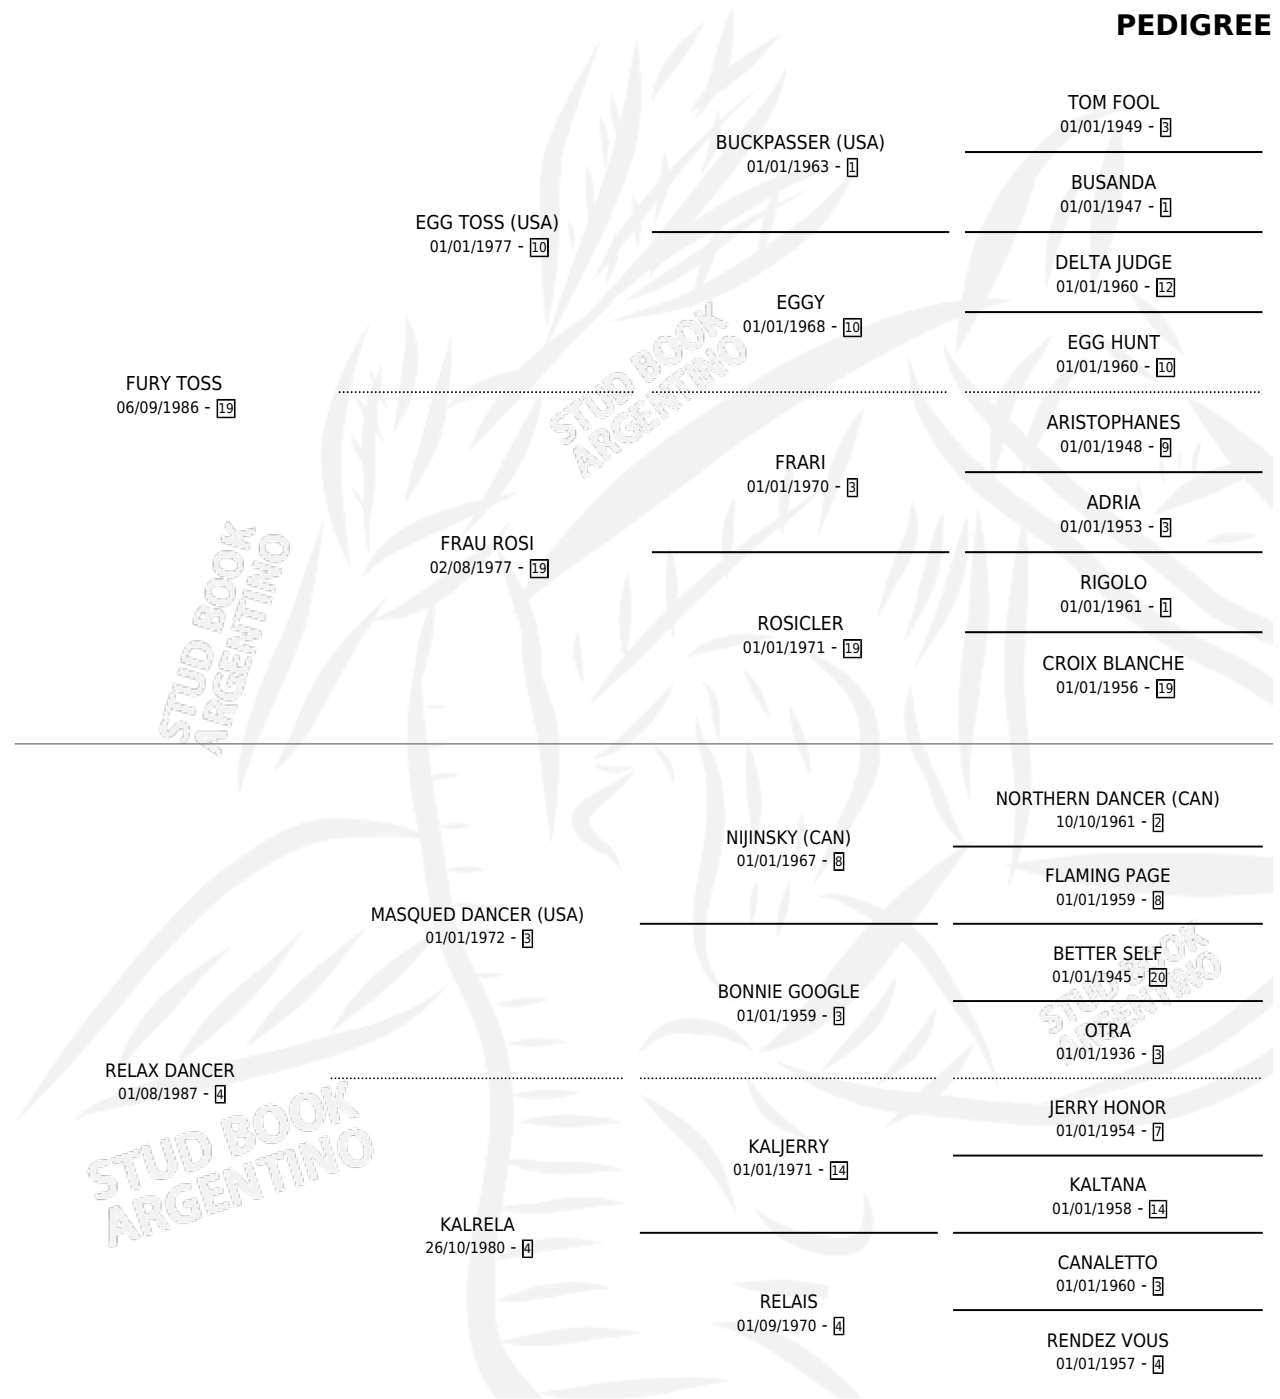 PEDIGREE
TOM FOOL
01/01/1949 - 3
BUCKPASSER (USA)
01/01/1963 - 1
BUSANDA
01/01/1947 - 1
EGG TOSS (USA)
01/01/1977 - 10
DELTA JUDGE
01/01/1960 - 12
EGGY
01/01/1968 - 10
EGG HUNT
01/01/1960 - 10
FURY TOSS
06/09/1986 - 19
ARISTOPHANES
01/01/1948 - 9
FRARI
01/01/1970 - 3
ADRIA
01/01/1953 - 3
FRAU ROSI
02/08/1977 - 19
RIGOLO
01/01/1961 - 1
ROSICLER
01/01/1971 - 19
CROIX BLANCHE
01/01/1956 - 19
STUD BOOK
ARGENTINO
STUD BOOK
ARGENTINO
NORTHERN DANCER (CAN)
10/10/1961 - 2
NIJINSKY (CAN)
01/01/1967 - 8
FLAMING PAGE
01/01/1959 - 8
MASQUED DANCER (USA)
01/01/1972 - 3
BETTER SELF
01/01/1945 - 20
BONNIE GOOGLE
01/01/1959 - 3
OTRA
01/01/1936 - 3
RELAX DANCER
01/08/1987 - 4
JERRY HONOR
01/01/1954 - 7
KALJERRY
01/01/1971 - 14
KALTANA
01/01/1958 - 14
KALRELA
26/10/1980 - 4
CANALETTO
01/01/1960 - 3
RELAIS
01/09/1970 - 4
RENDEZ VOUS
01/01/1957 - 4
STUD BOOK
ARGENTINO
STUD BOOK
ARGENTINO